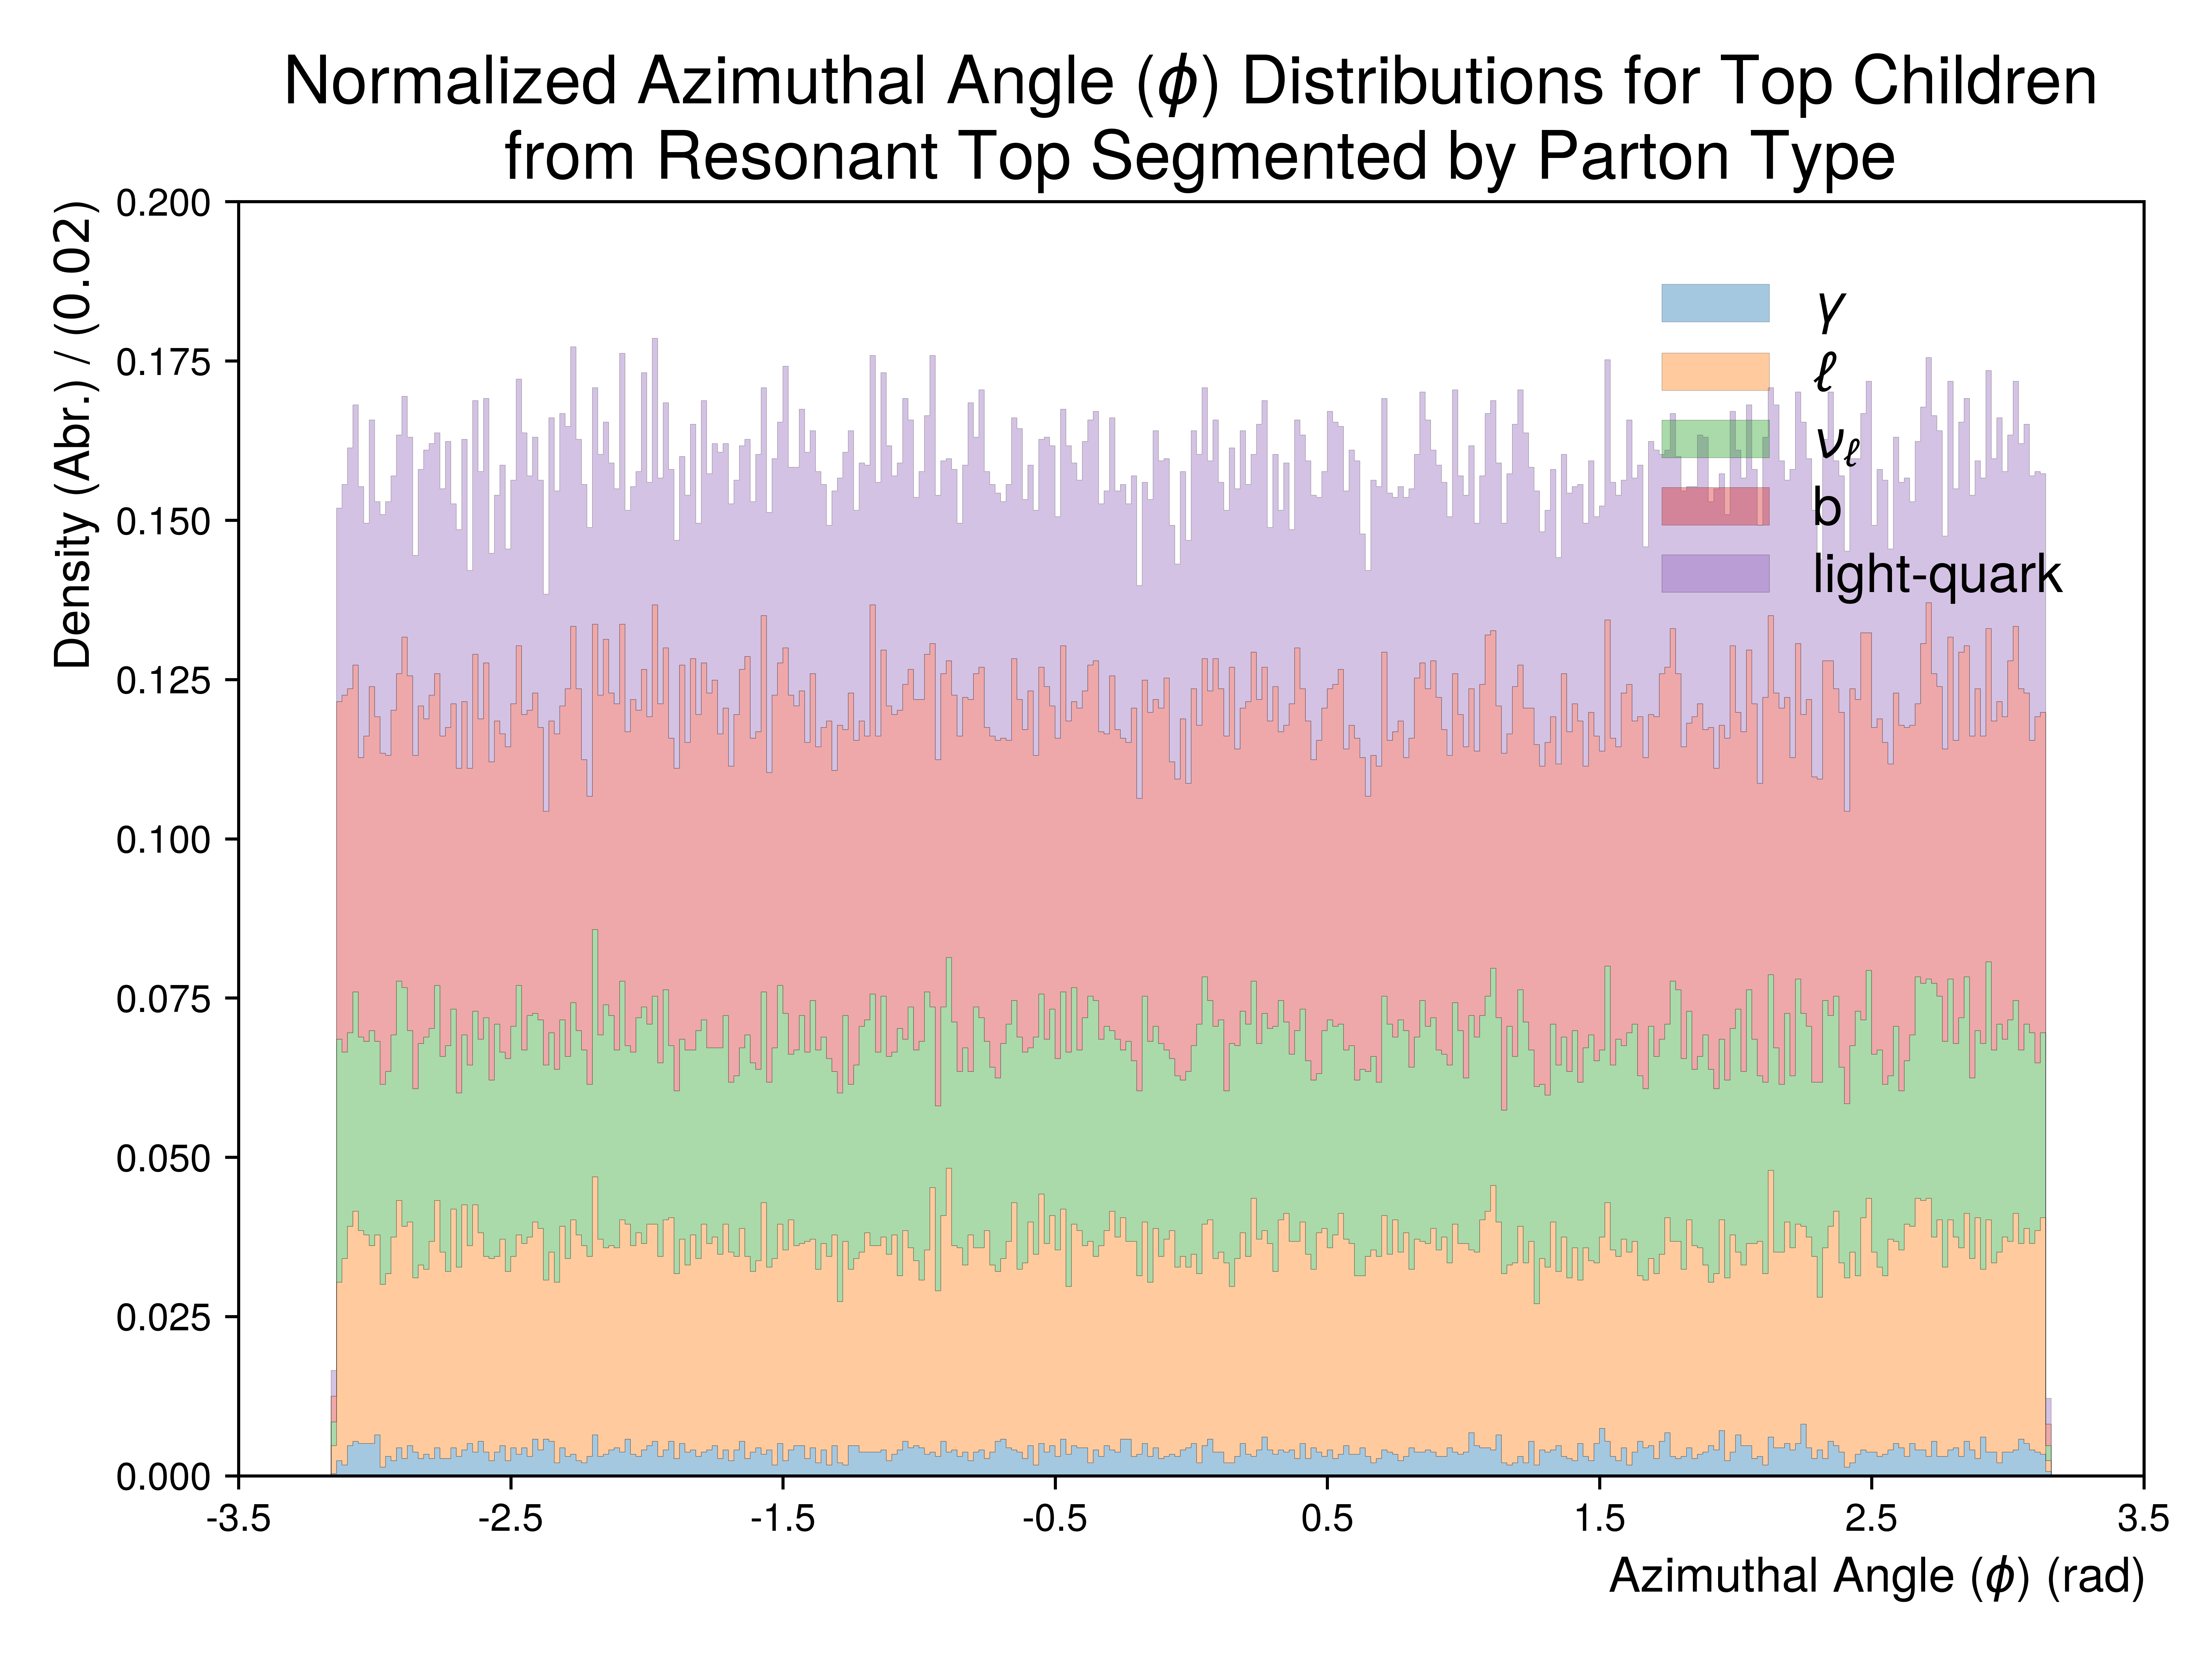 Normalized Azimuthal Angle (ϕ) Distributions for Top Children
from Resonant Top Segmented by Parton Type
Density (Abr.) / (0.02)
0.200
0.175
0.150
0.125
0.100
0.075
0.050
0.025
0.000
γ
ℓ
νℓ
b
light-quark
-3.5 -2.5 -1.5 -0.5 0.5 1.5 2.5 3.5
Azimuthal Angle (ϕ) (rad)